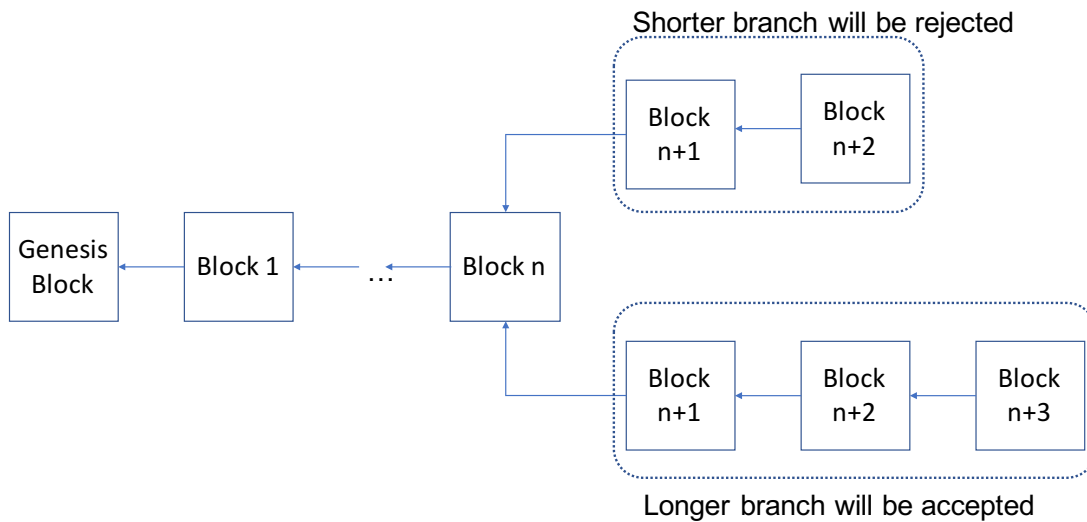 Shorter branch will be rejected
Block
n+1
Block
n+2
Genesis
Block
Block 1
...
Block n
Block
n+1
Block
n+2
Block
n+3
Longer branch will be accepted